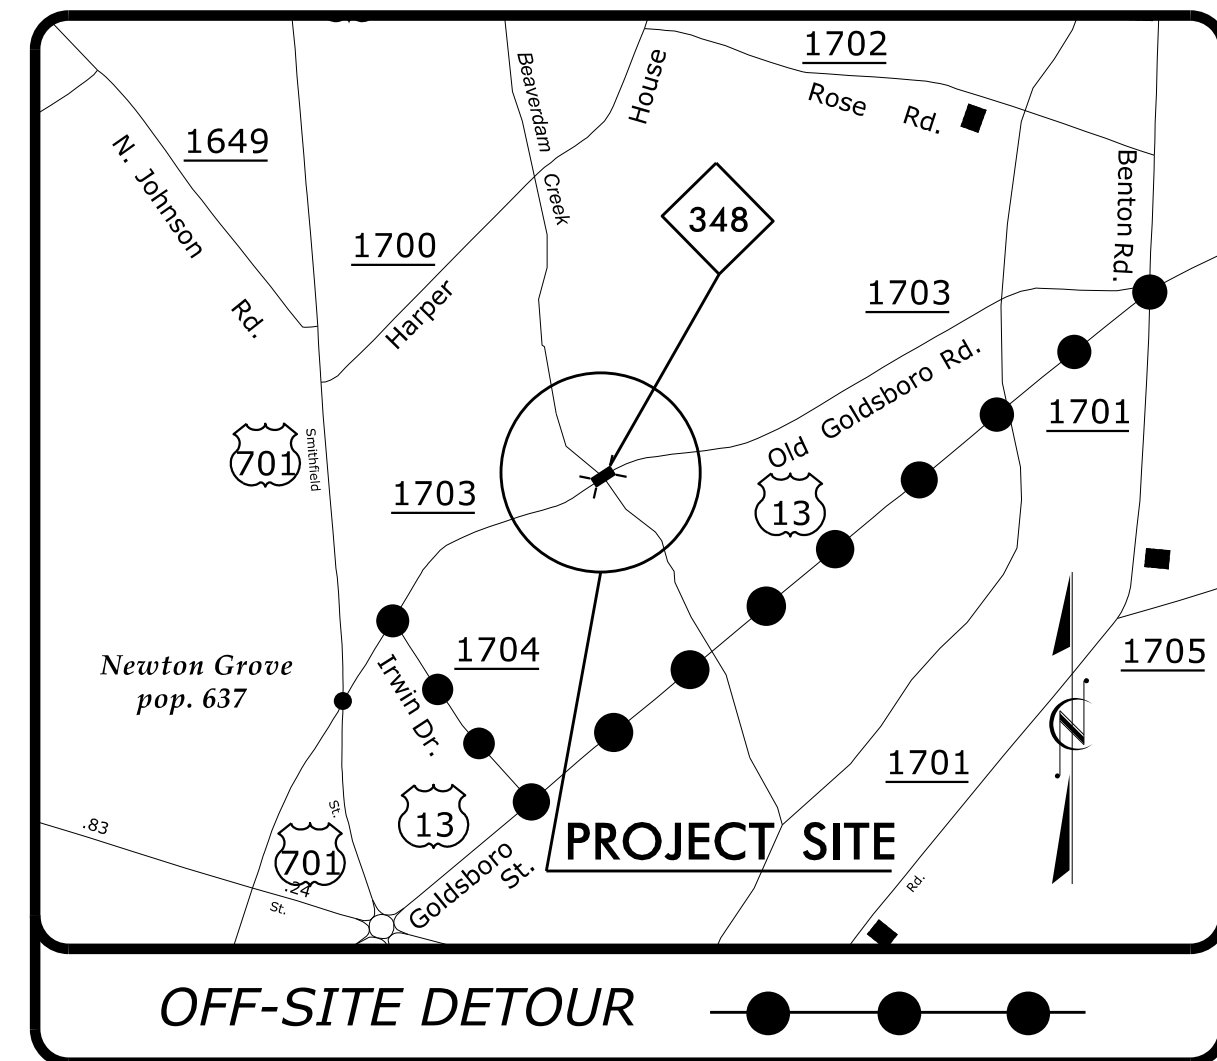 1702
House
Rose Rd.
Beaverdam Creek
1649
N. Johnson Rd.
Benton Rd.
348
1700
Harper
1703
Old Goldsboro Rd.
1701
701
Smithfield
1703
13
1704
Newton Grove
pop. 637
Irwin Dr.
1705
1701
13
St.
PROJECT SITE
.83
701
.24
St.
Goldsboro St.
Rd.
N
OFF-SITE DETOUR